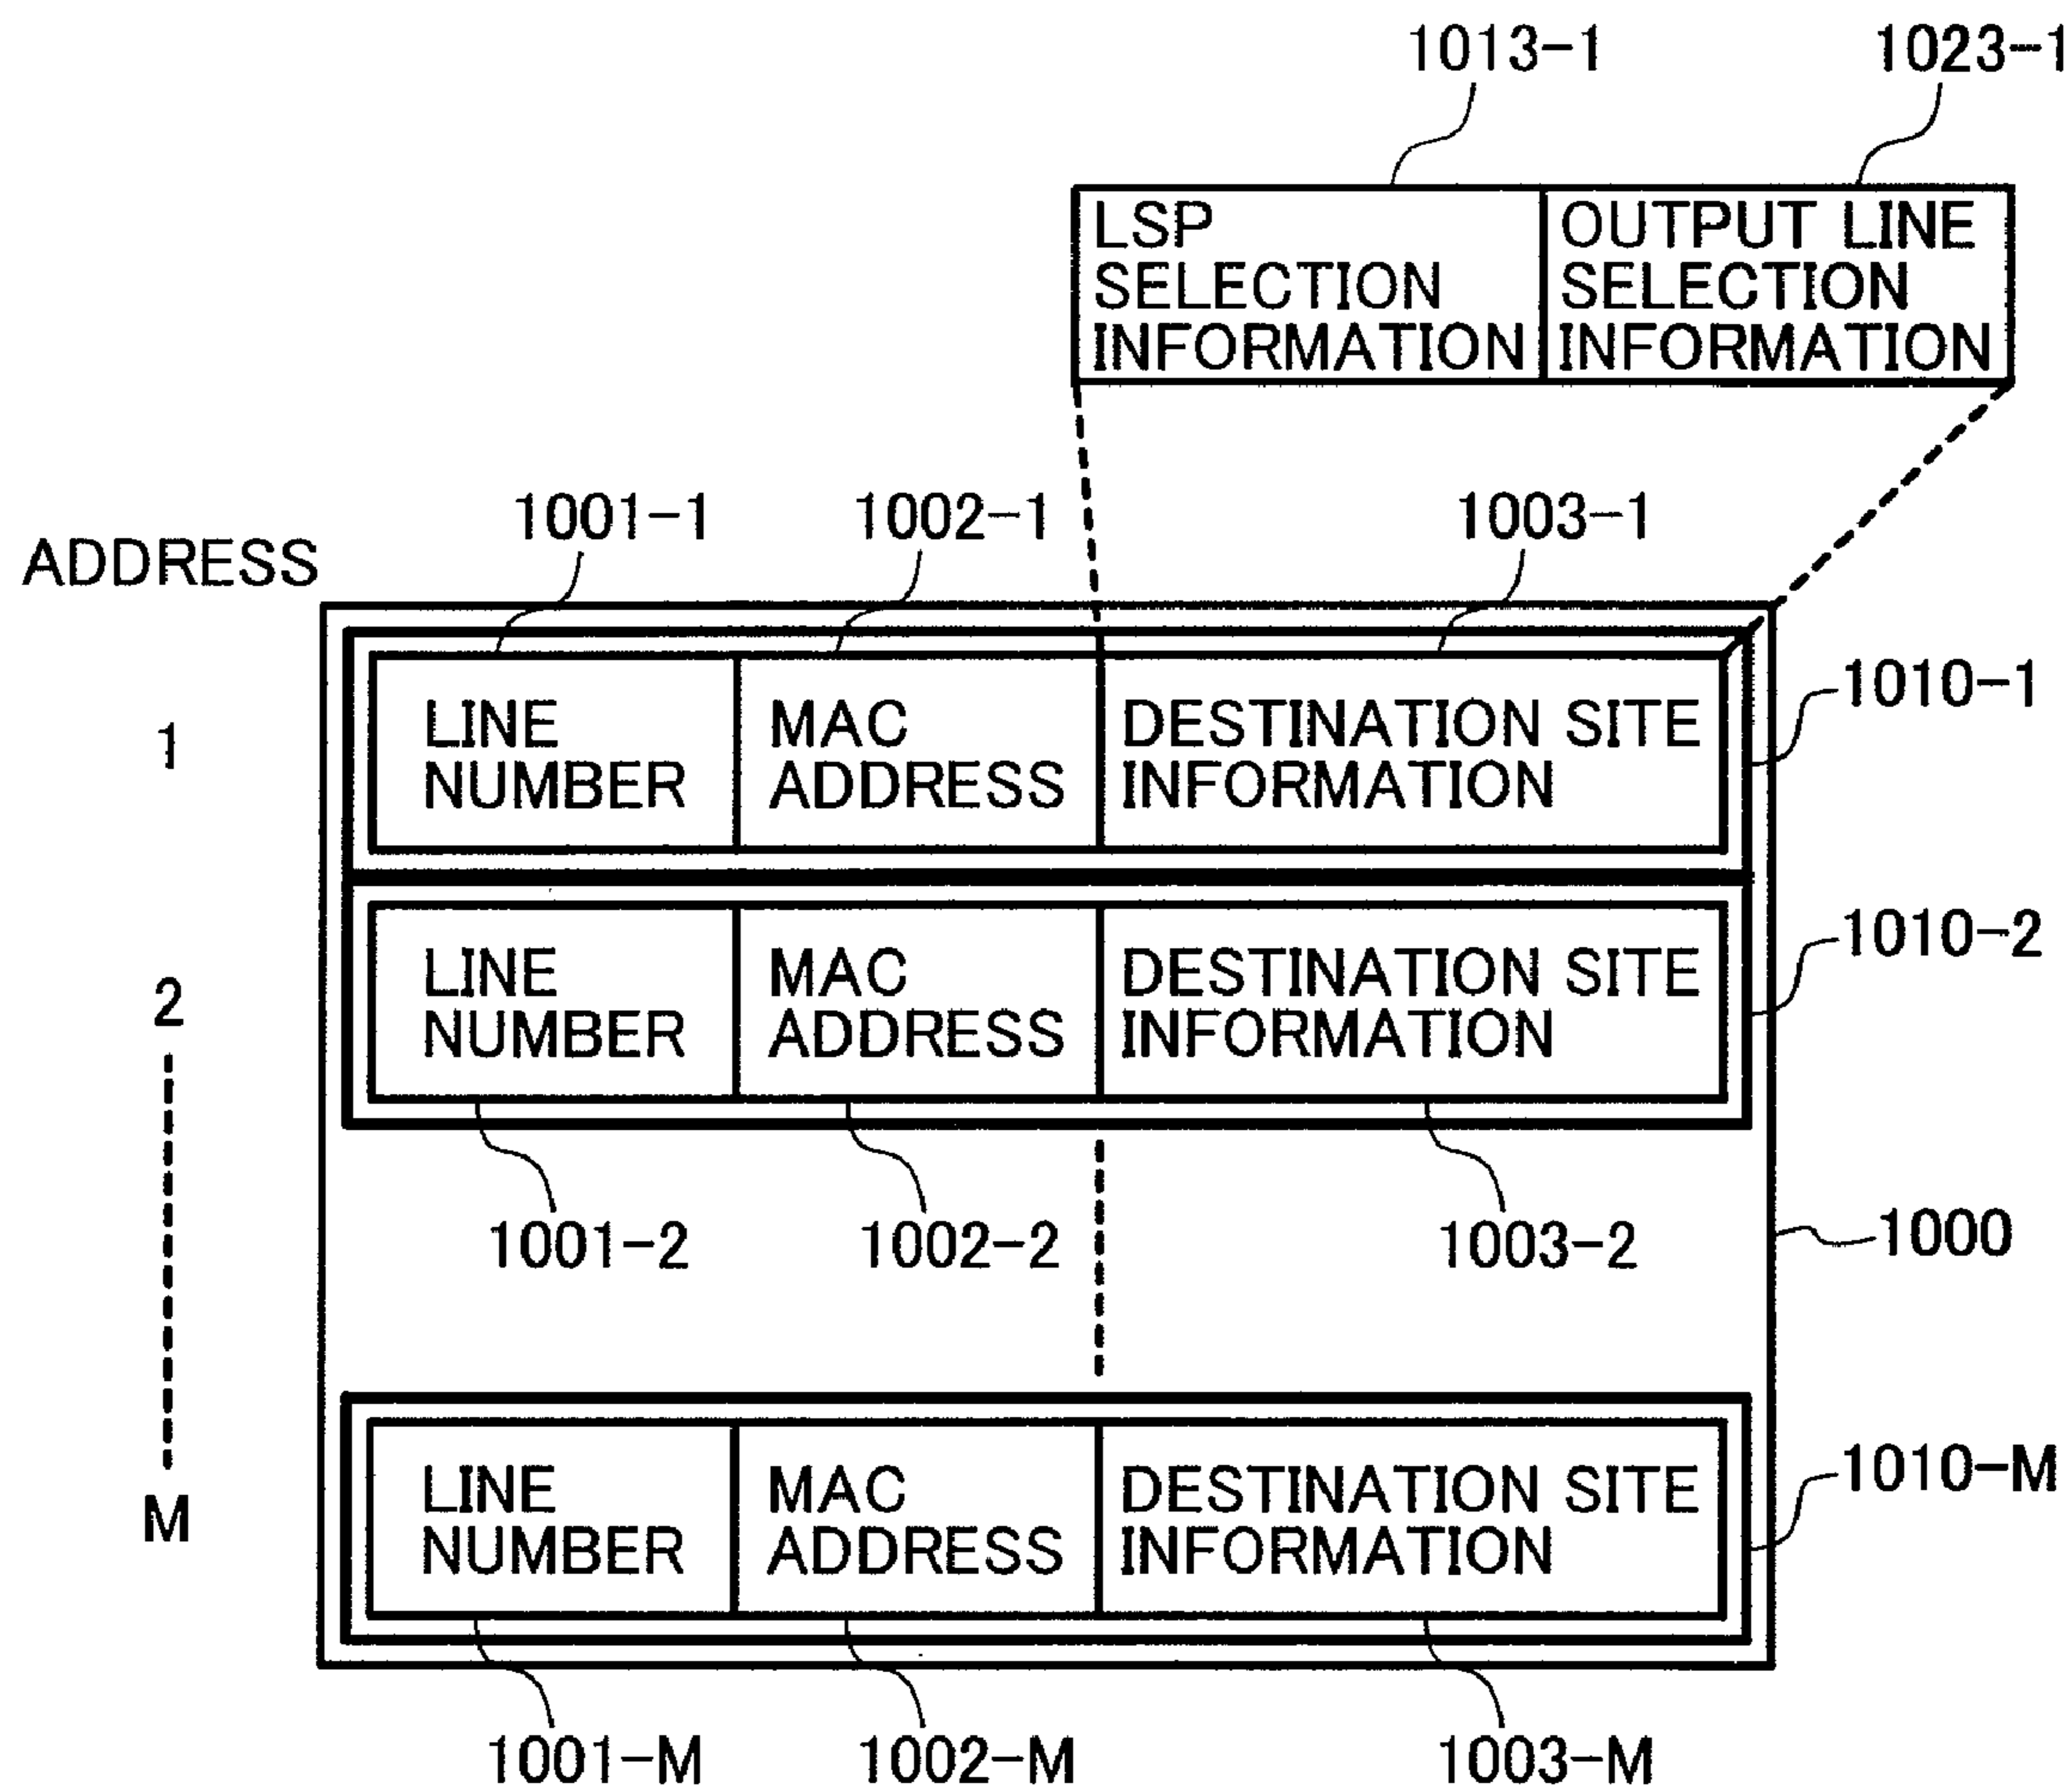 1013-1 1023-1
LSP OUTPUT LINE
SELECTION SELECTION
INFORMATION INFORMATION
1001-1 1002-1 1003-1
ADDRESS
1010-1
1
LINE MAC DESTINATION SITE
NUMBER ADDRESS INFORMATION
1010-2
2
LINE MAC DESTINATION SITE
NUMBER ADDRESS INFORMATION
1001-2 1002-2 1003-2 1000
1010-M
M
LINE MAC DESTINATION SITE
NUMBER ADDRESS INFORMATION
1001-M 1002-M 1003-M